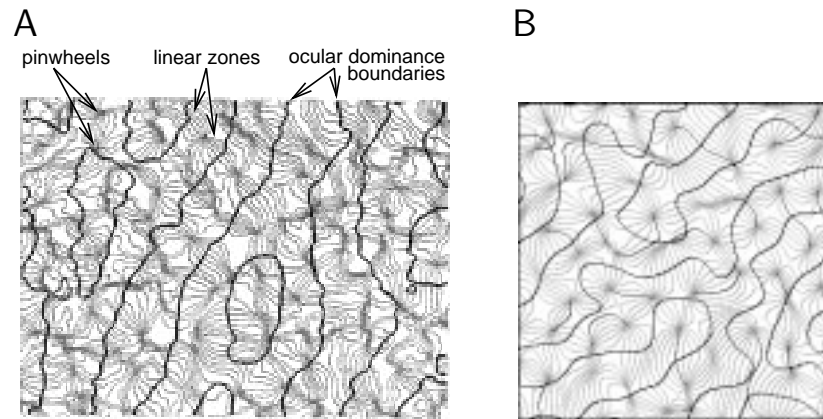 A
B
pinwheels
linear zones
ocular dominance
boundaries